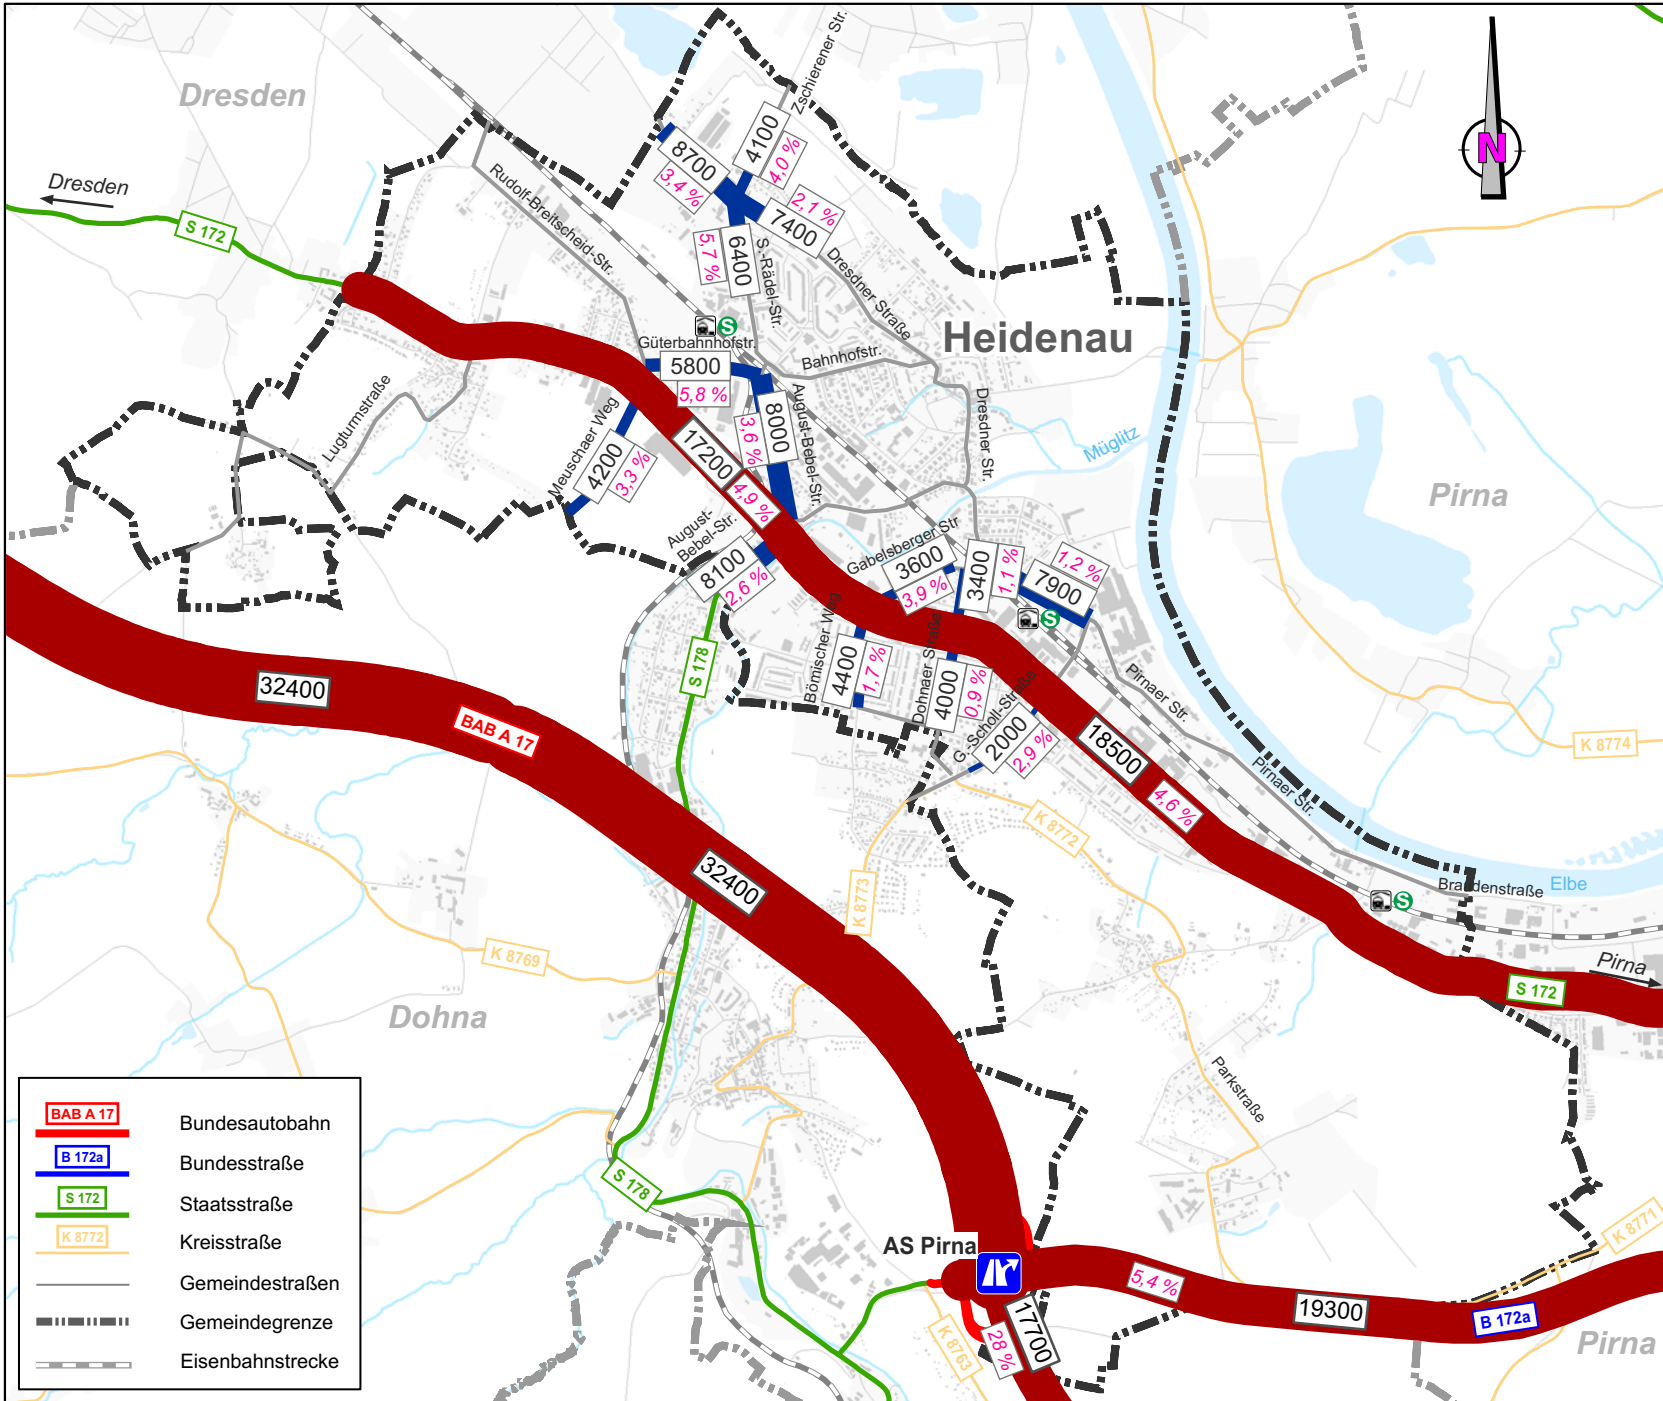 Dresden
Dresden
S 172
Rudolf-Breitscheid-Str.
8700
3,4 %
4100
4,0 %
Zschierener Str.
2,1 %
7400
5,7 %
6400
S.-Rädel-Str.
Dresdner Straße
N
Heidenau
S
Güterbahnhofstr.
5800
5,8 %
Bahnhofstr.
Lugturmstraße
Meuschaer Weg
4200
3,3 %
17200
4,9 %
3,6 %
8000
August-Bebel-Str.
Dresdner Str.
Müglitz
Pirna
August-
Bebel-Str.
8100
2,6 %
Gabelsberger Str
3600
3,9 %
3400
1,1 %
1,2 %
7900
S
S 178
Bömischer Weg
4400
1,7 %
Dohnaer Straße
4000
0,9 %
G.-Scholl-Straße
2000
2,9 %
Pirnaer Str.
18500
4,6 %
Pirnaer Str.
K 8774
32400
BAB A 17
32400
K 8772
K 8773
K 8769
S
Braudenstraße
Elbe
Pirna
S 172
Dohna
Parkstraße
S 178
AS Pirna
5,4 %
19300
B 172a
K 8771
Pirna
K 8763
28 %
17700
BAB A 17
Bundesautobahn
B 172a
Bundesstraße
S 172
Staatsstraße
K 8772
Kreisstraße
Gemeindestraßen
Gemeindegrenze
Eisenbahnstrecke